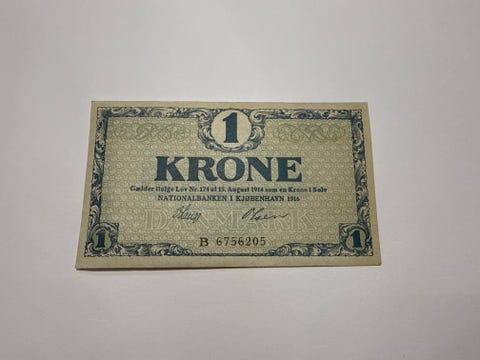 1
KRONE
Gælder ifølge Lov Nr. 174 af 13. August 1914 som en Krone i Sølv
NATIONALBANKEN I KJØBENHAVN 1916
DANMARK
1 B 6756205 1